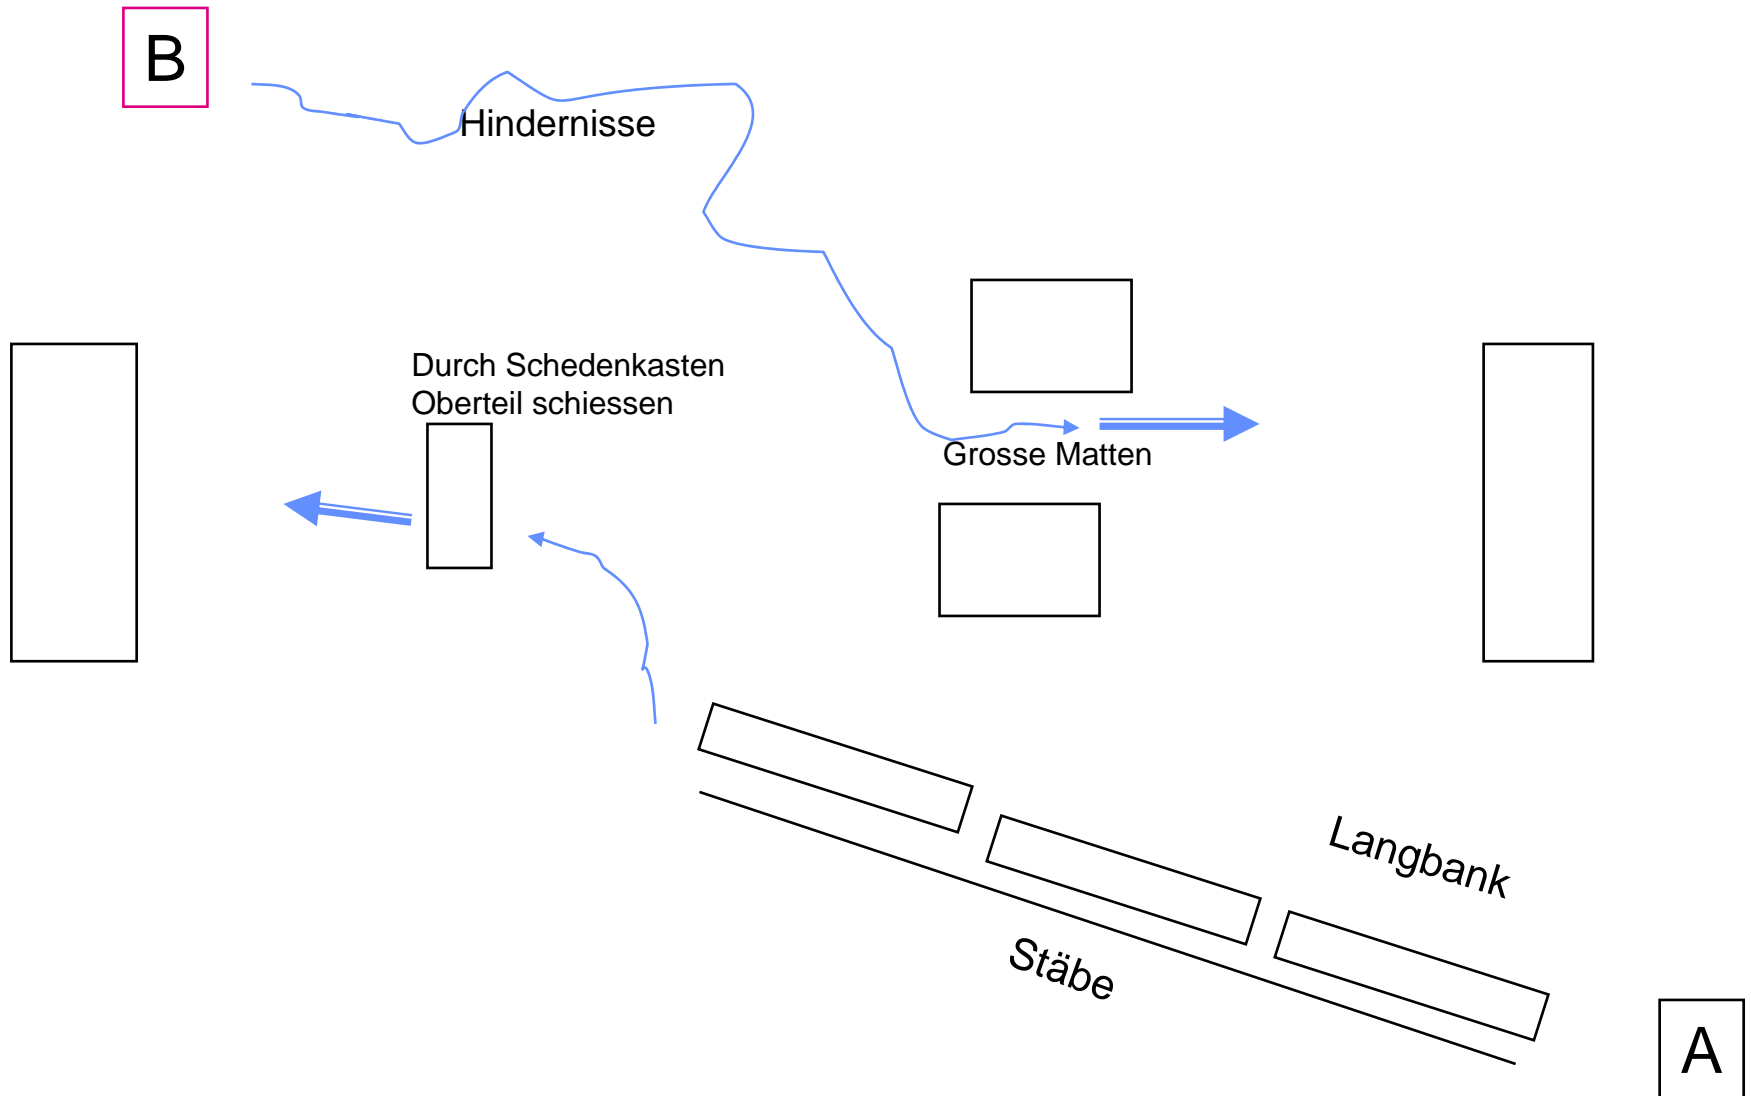 B
Hindernisse
Durch Schedenkasten
Oberteil schiessen
Grosse Matten
Langbank
Stäbe
A